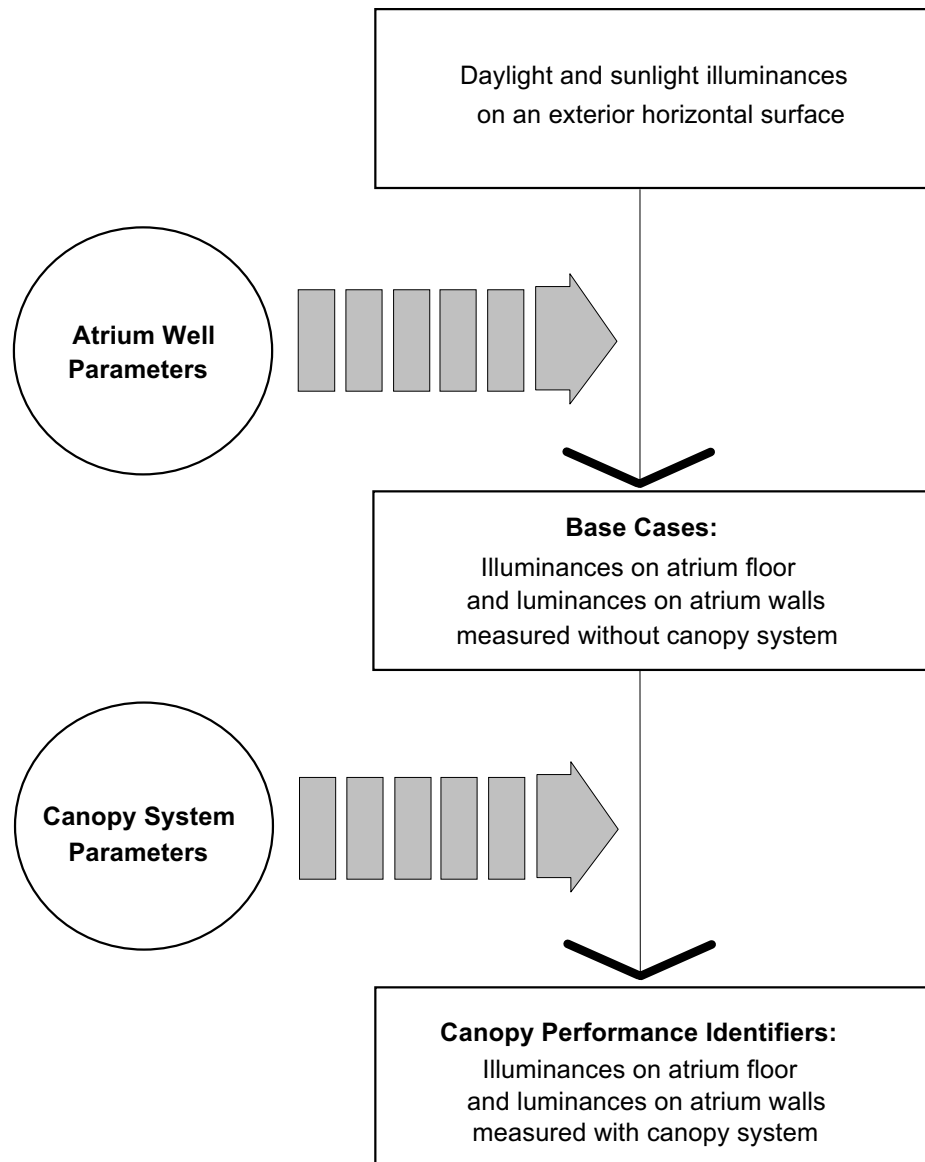 Daylight and sunlight illuminances
on an exterior horizontal surface
Atrium Well
Parameters
Base Cases:
Illuminances on atrium floor
and luminances on atrium walls
measured without canopy system
Canopy System
Parameters
Canopy Performance Identifiers:
Illuminances on atrium floor
and luminances on atrium walls
measured with canopy system